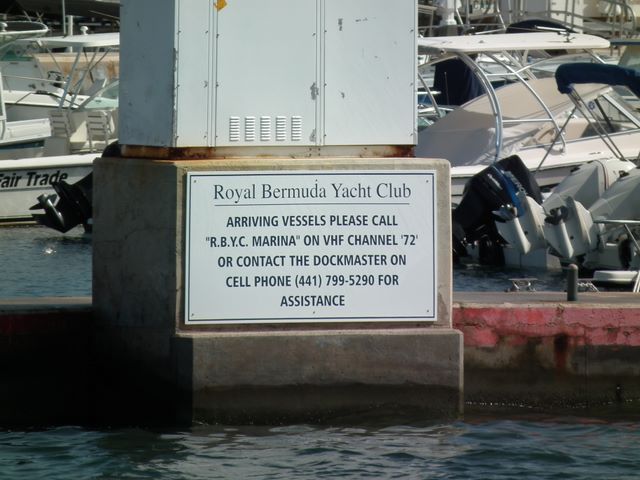 Royal Bermuda Yacht Club
ARRIVING VESSELS PLEASE CALL
"R.B.Y.C. MARINA" ON VHF CHANNEL '72'
OR CONTACT THE DOCKMASTER ON
CELL PHONE (441) 799-5290 FOR
ASSISTANCE
Fair Trade